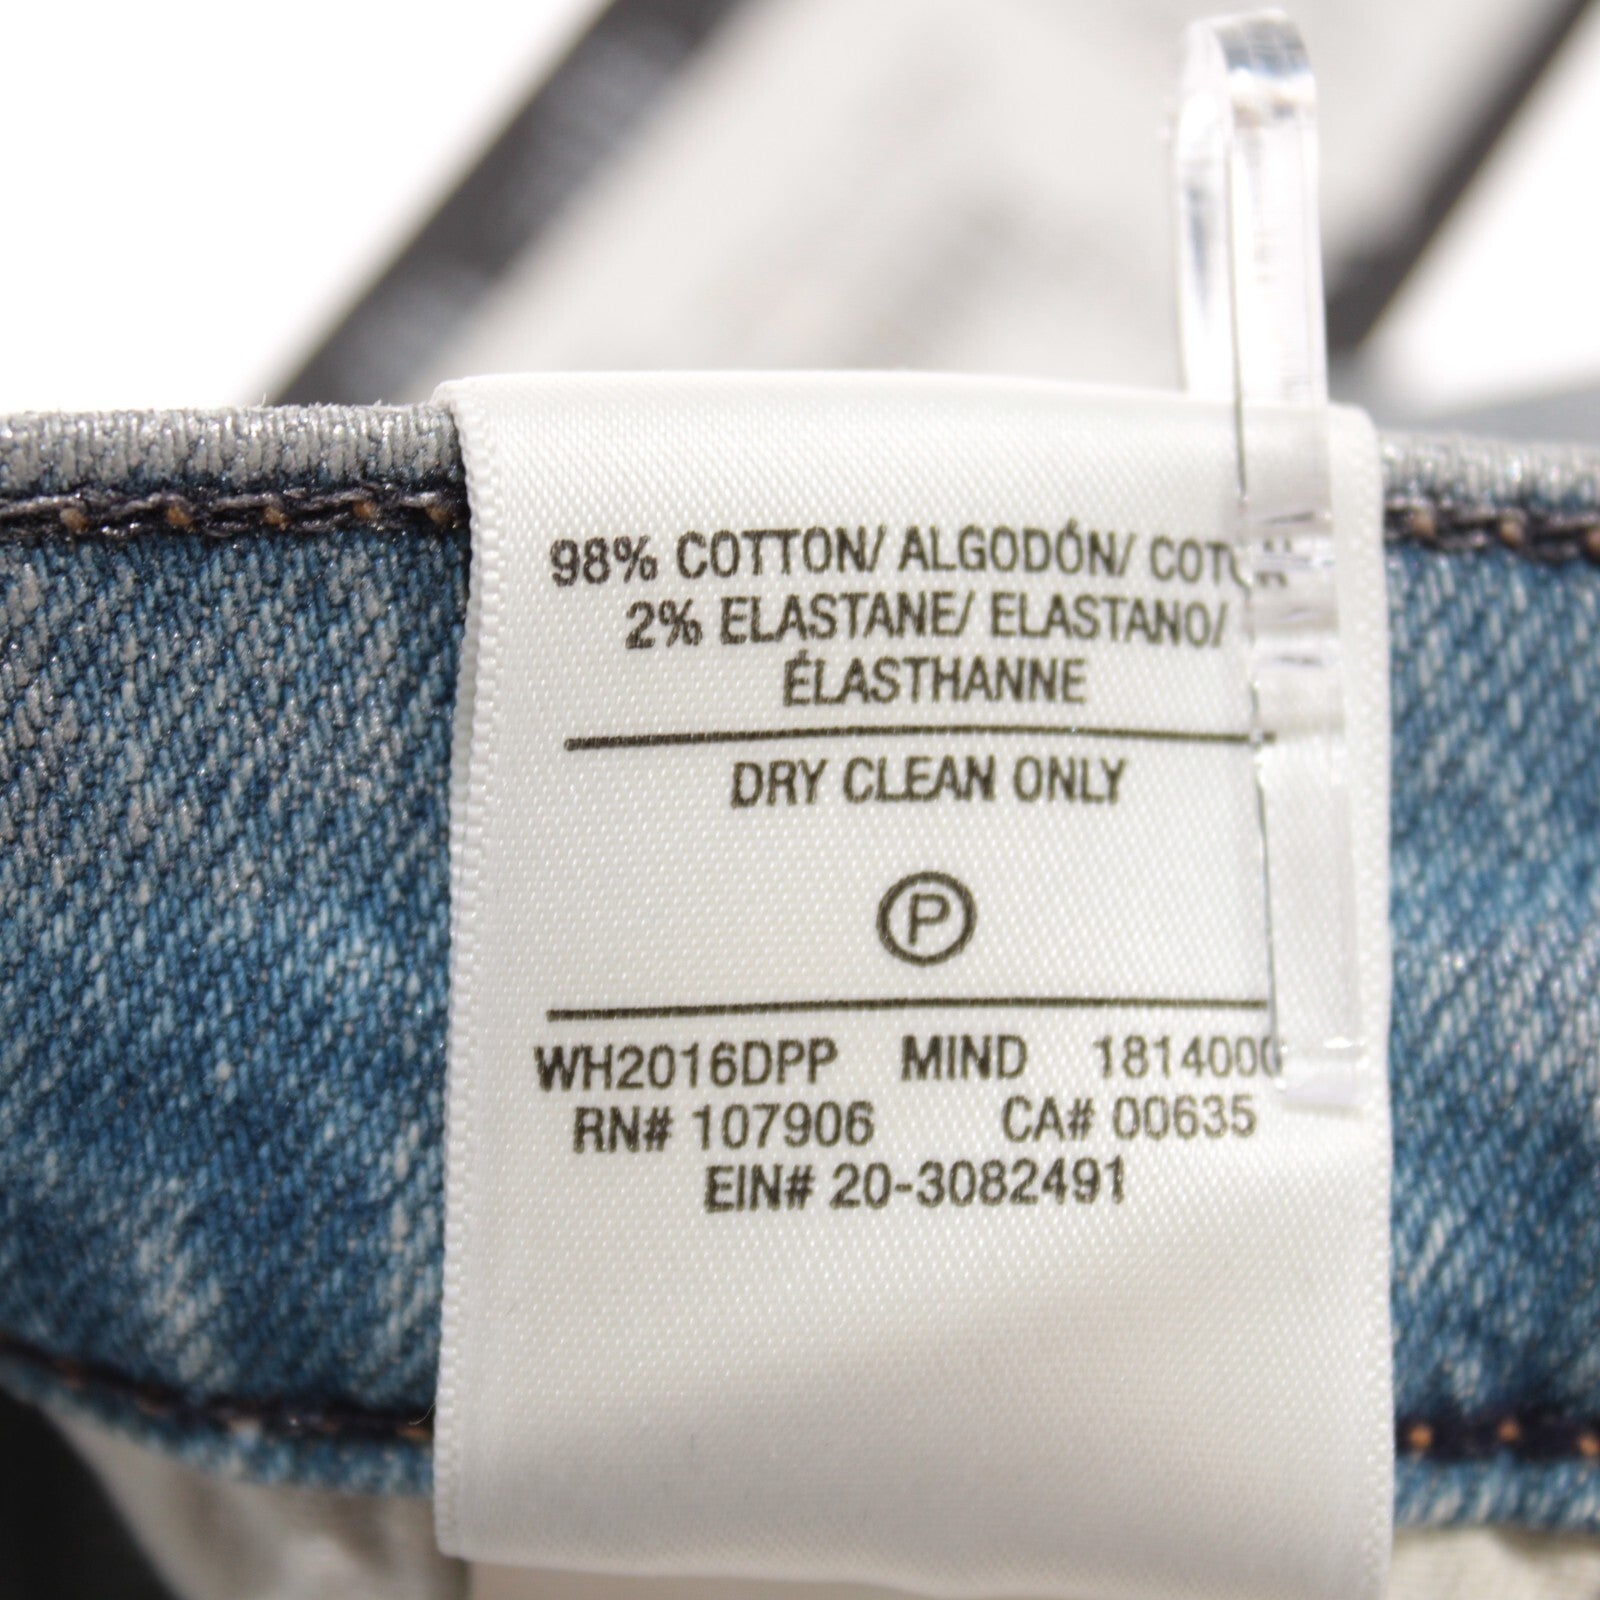 98% COTTON/ ALGODÓN/
2% ELASTANE/ ELASTANO/
ÉLASTHANNE
DRY CLEAN ONLY
P
WH2016DPP MIND 1814000
RN# 107906 CA# 00635
EIN# 20-3082491